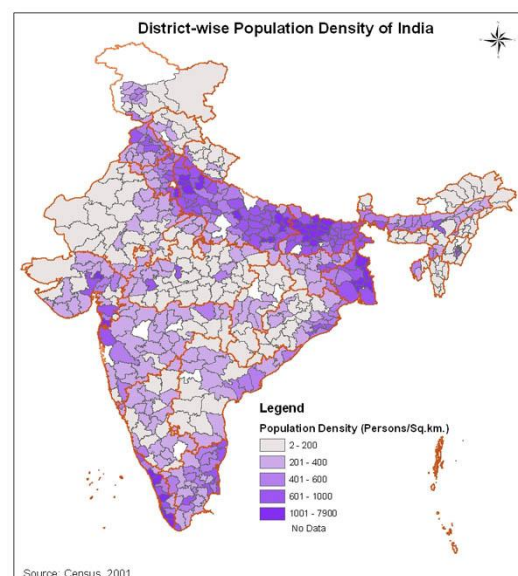 District-wise Population Density of India
Legend
Population Density (Persons/Sq.km.)
2 - 200
201 - 400
401 - 600
601 - 1000
1001 - 7900
No Data
Source: Census, 2001